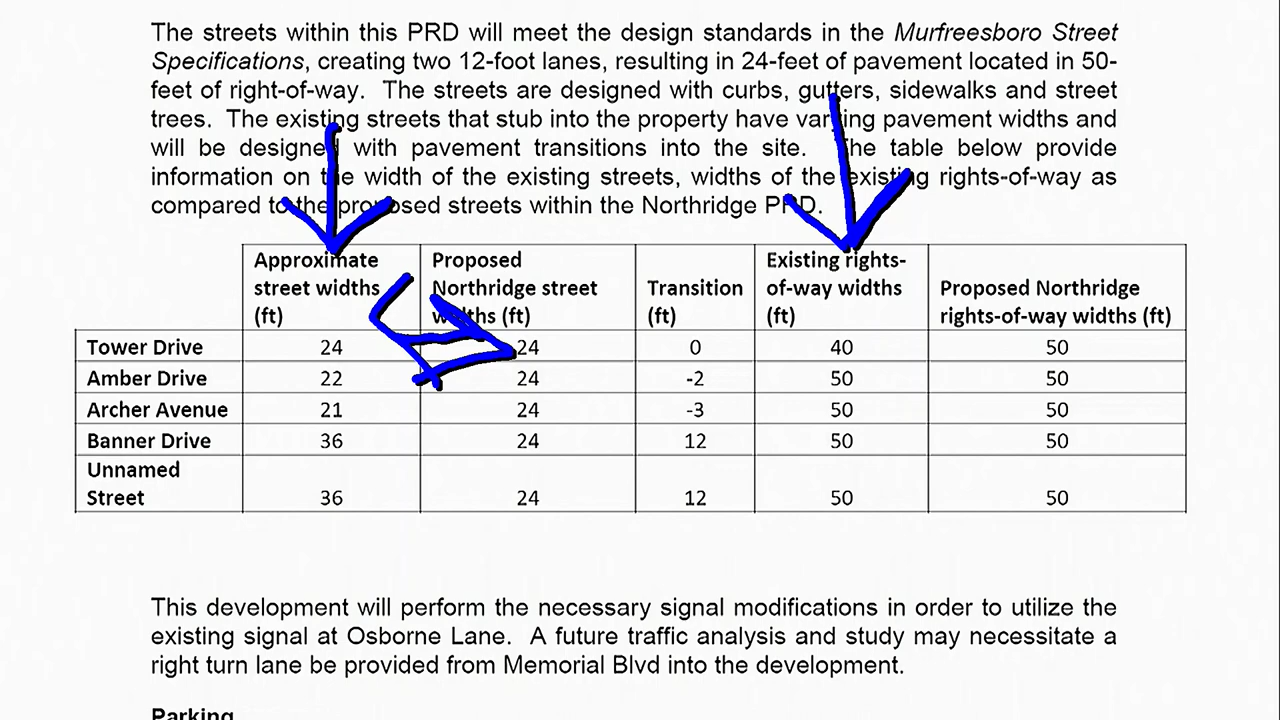 The streets within this PRD will meet the design standards in the Murfreesboro Street
Specifications, creating two 12-foot lanes, resulting in 24-feet of pavement located in 50-
feet of right-of-way. The streets are designed with curbs, gutters, sidewalks and street
trees. The existing streets that stub into the property have varying pavement widths and
will be designed with pavement transitions into the site. The table below provide
information on the width of the existing streets, widths of the existing rights-of-way as
compared to the proposed streets within the Northridge PRD.
Approximate street widths (ft) Proposed Northridge street widths (ft) Transition (ft) Existing rights-of-way widths (ft) Proposed Northridge rights-of-way widths (ft)
Tower Drive 24 24 0 40 50
Amber Drive 22 24 -2 50 50
Archer Avenue 21 24 -3 50 50
Banner Drive 36 24 12 50 50
Unnamed
Street 36 24 12 50 50
This development will perform the necessary signal modifications in order to utilize the
existing signal at Osborne Lane. A future traffic analysis and study may necessitate a
right turn lane be provided from Memorial Blvd into the development.
Parking